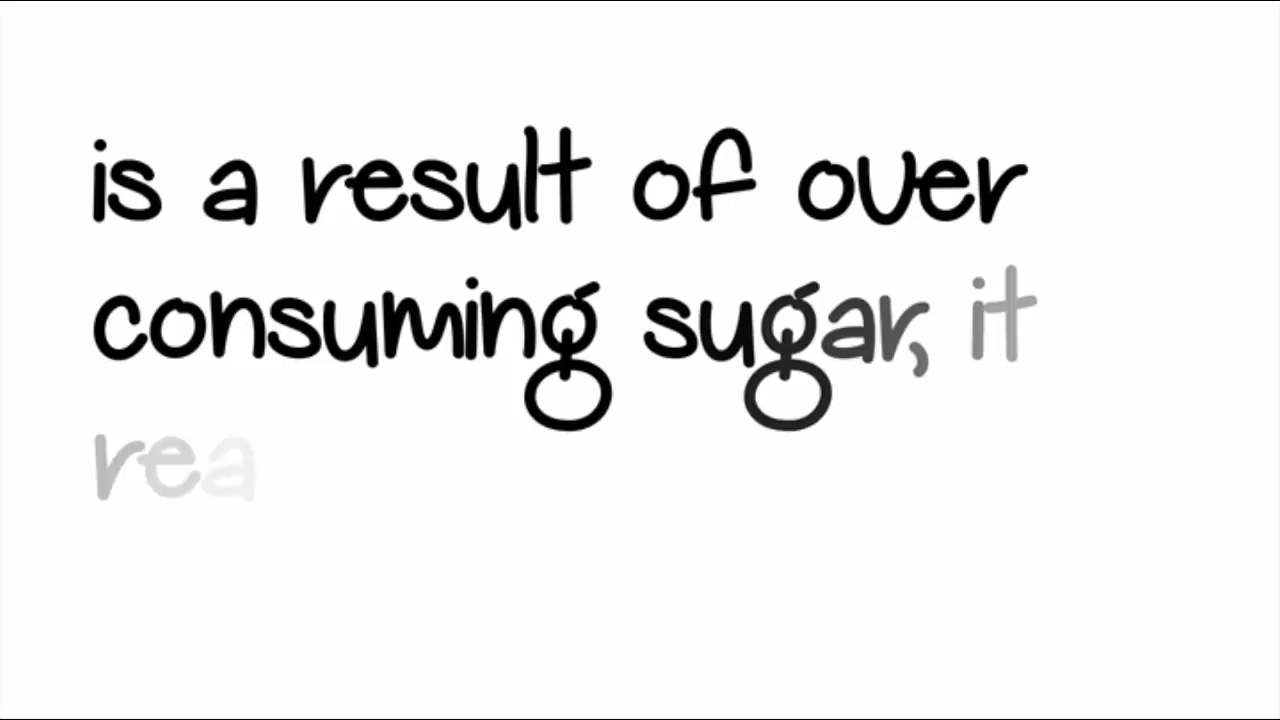 is a result of over
consuming sugar, it
rea